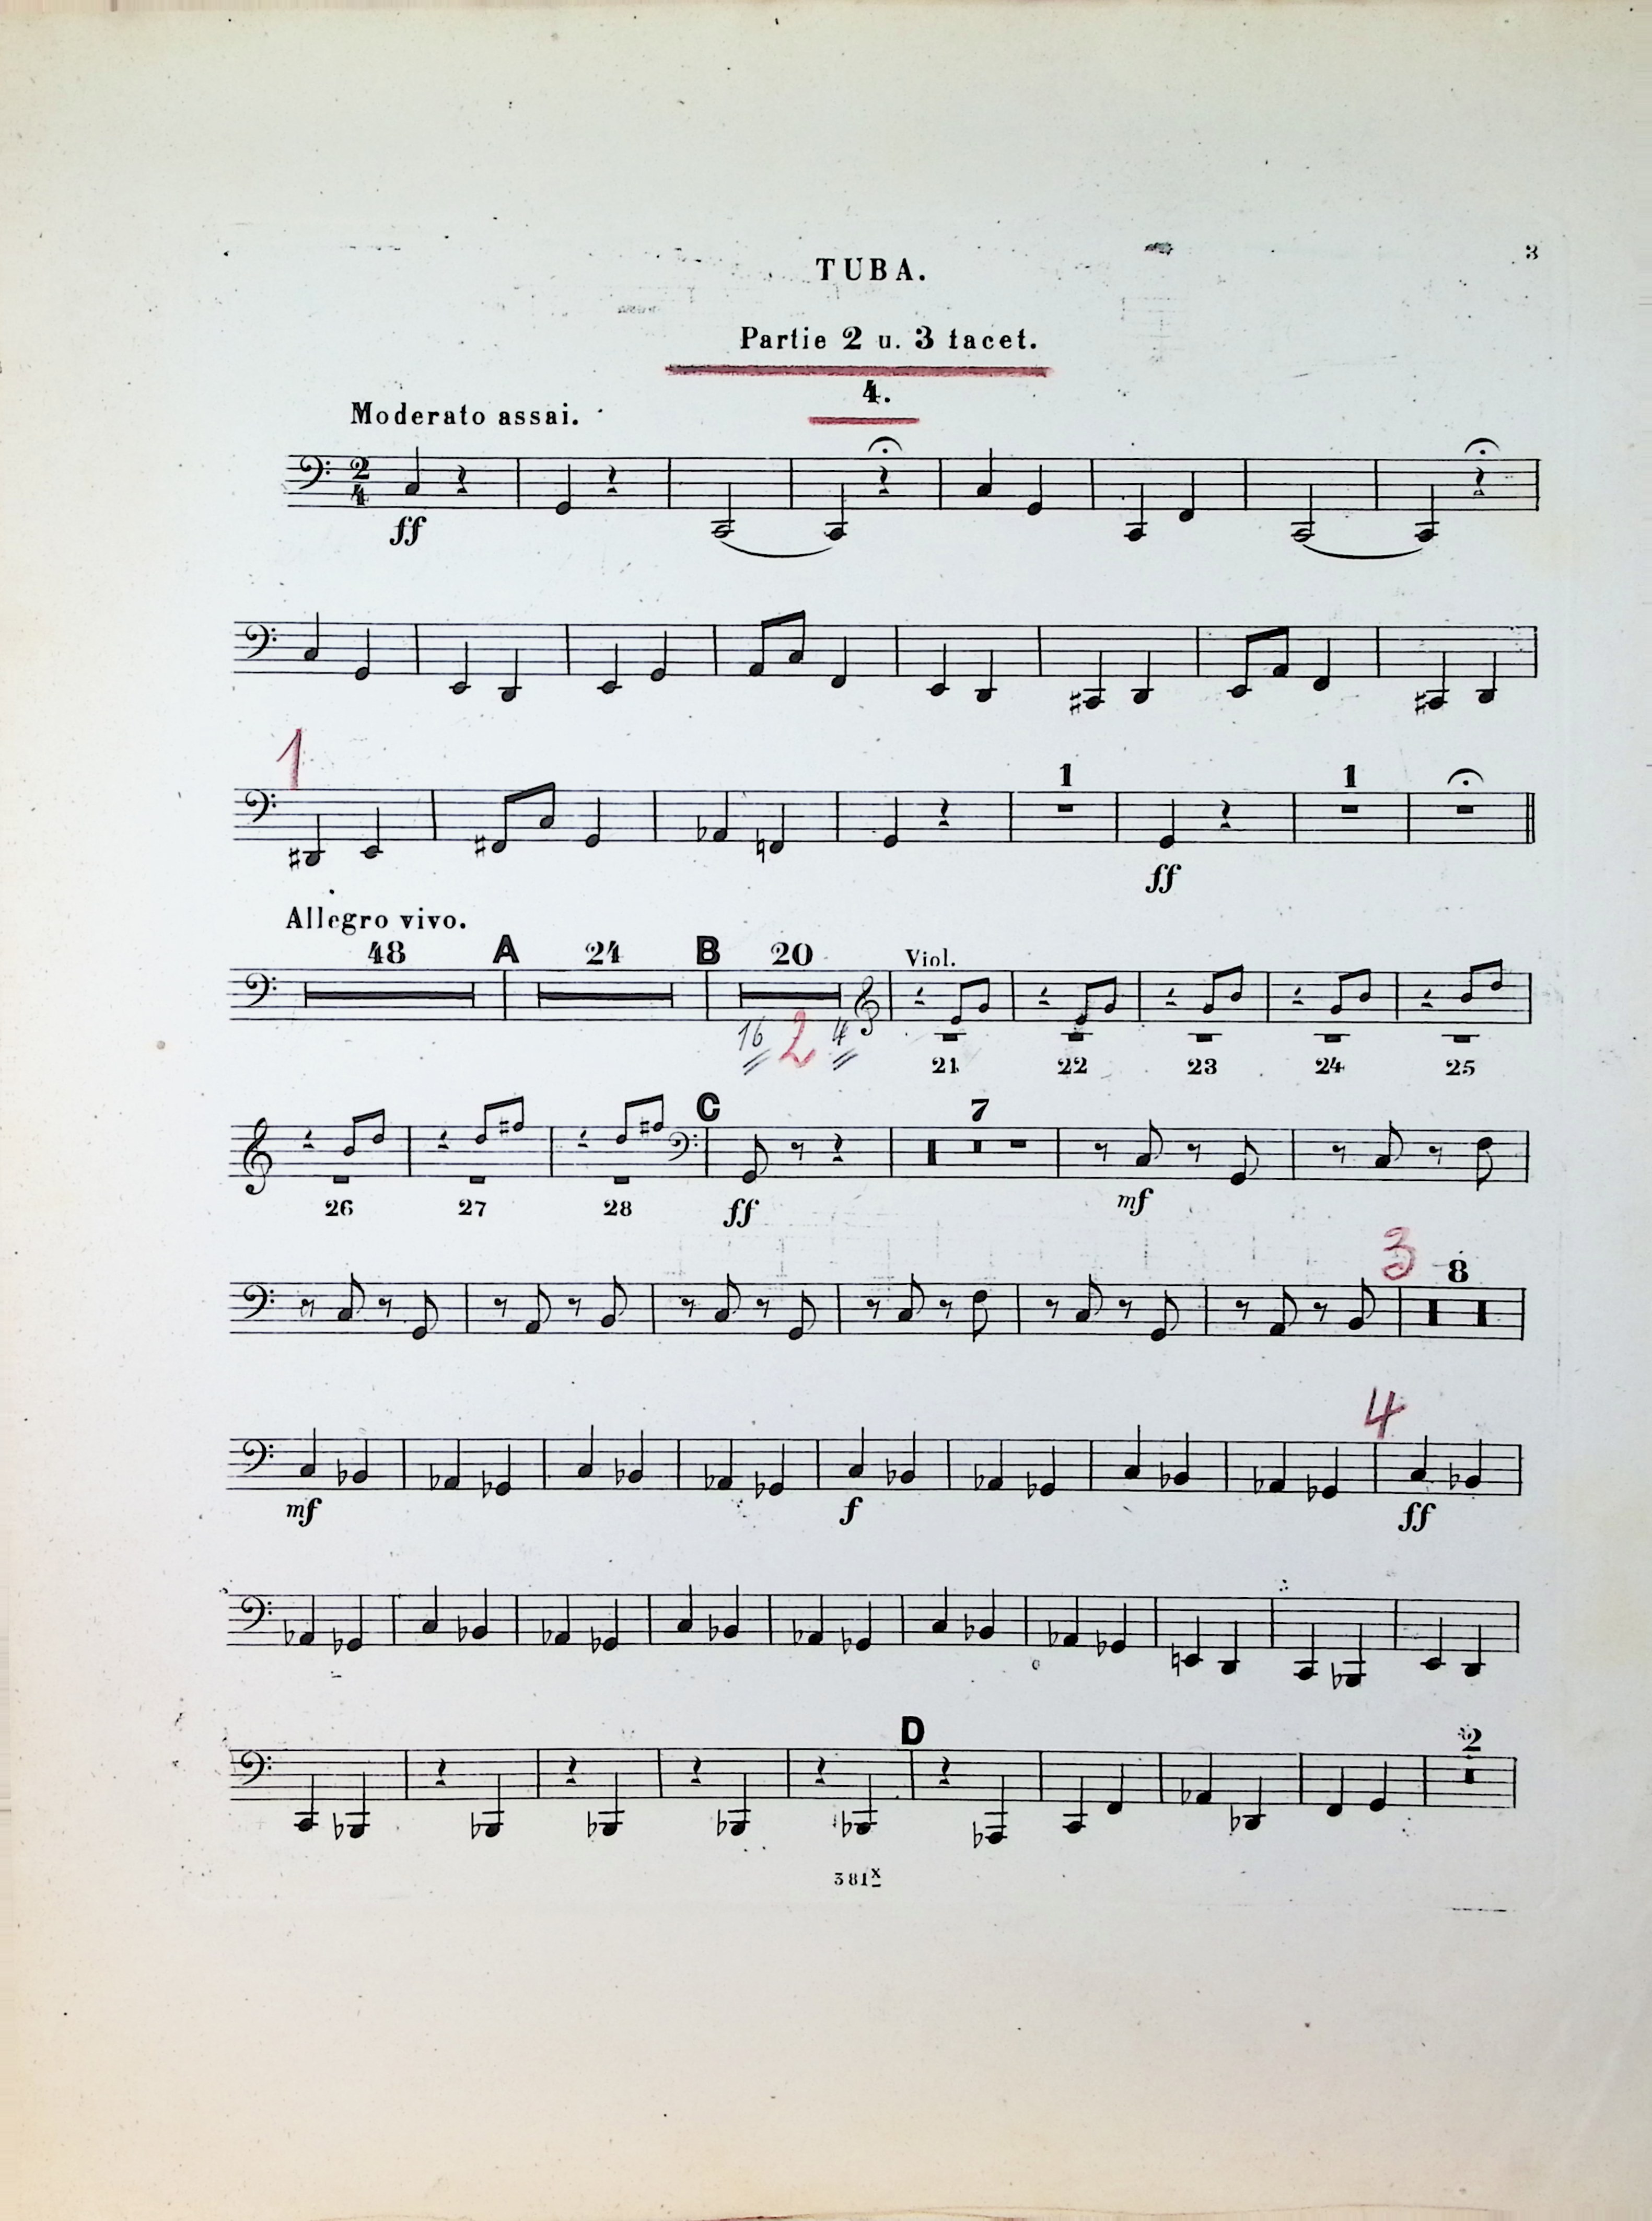 3
TUBA.
Partie 2 u. 3 tacet.
4.
Moderato assai.
2
4
ff
1
1 1
ff
Allegro vivo.
48 A 24 B 20 Viol.
16 2 4 21 22 23 24 25
C 7
26 27 28 ff mf
3 8
4
mf f ff
D 2
381x